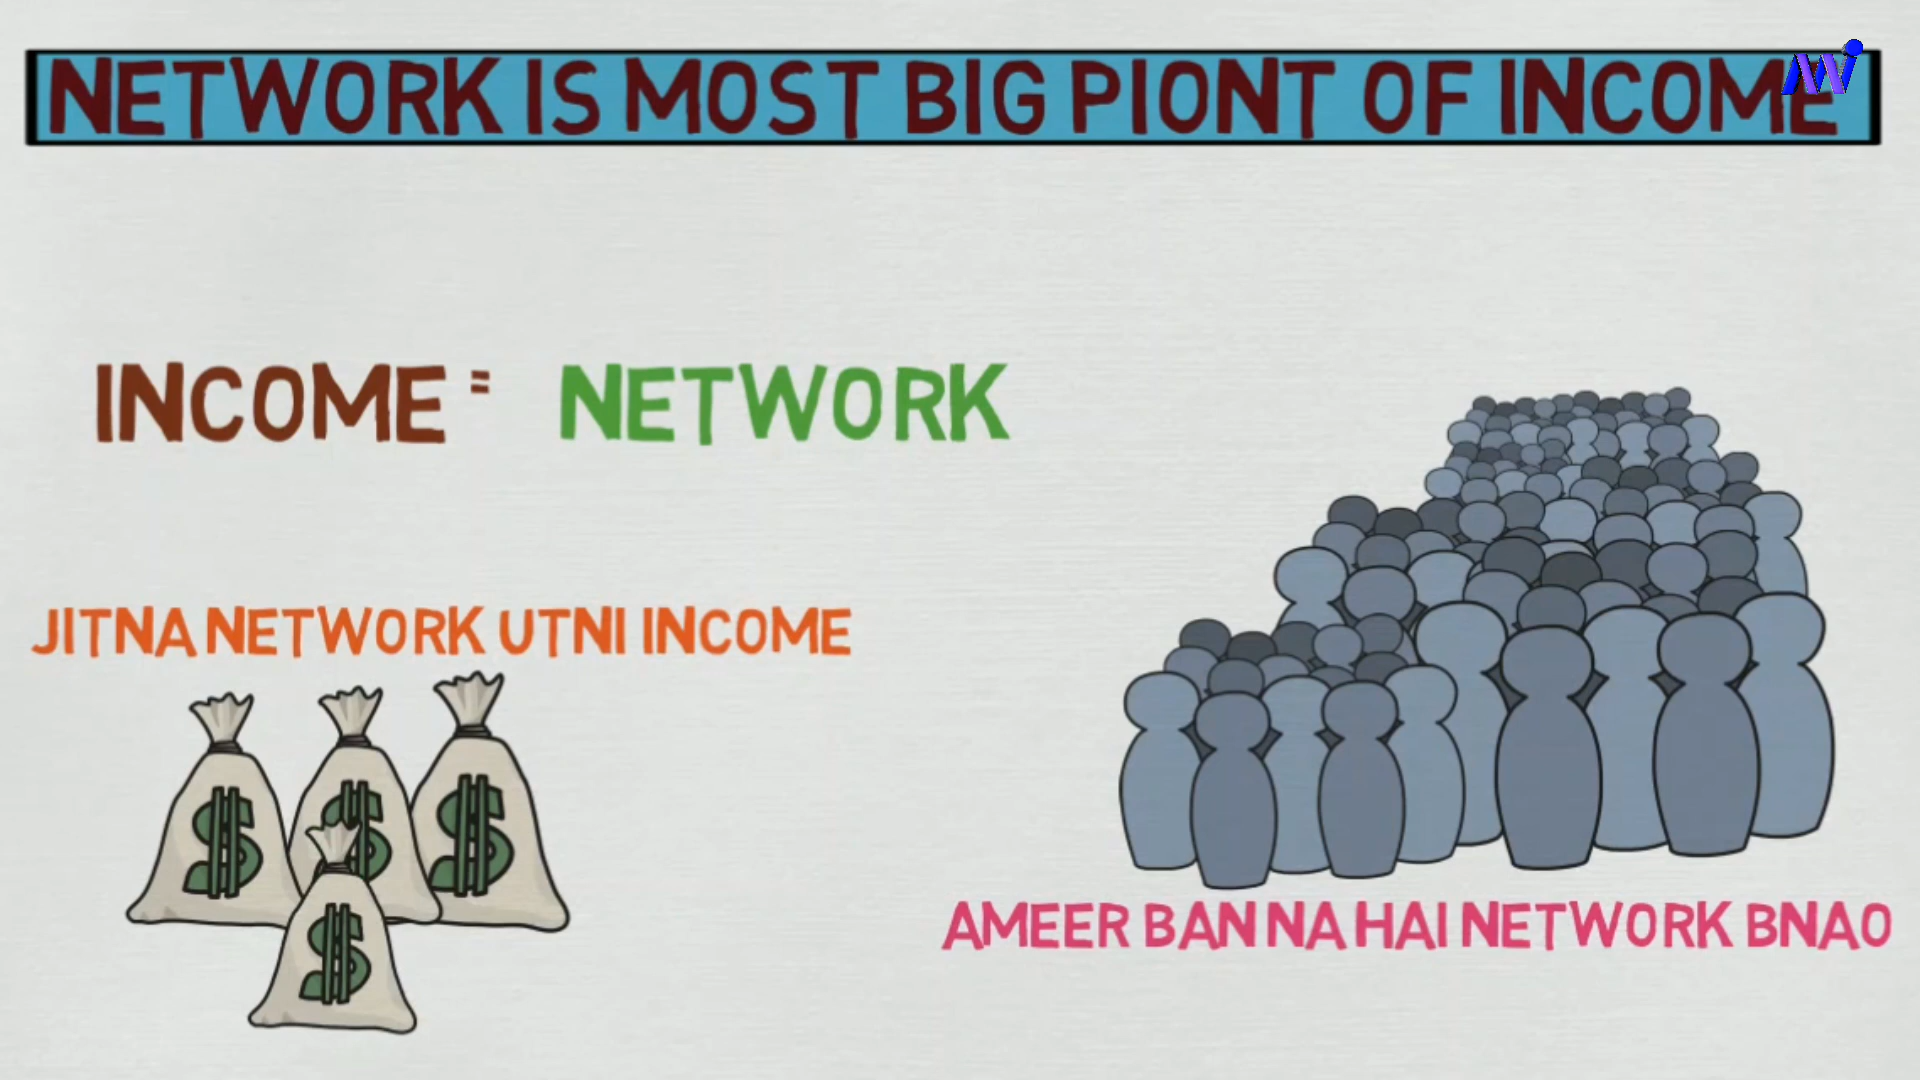 NETWORK IS MOST BIG PIONT OF INCOME
INCOME = NETWORK
JITNA NETWORK UTNI INCOME
$ $ $
$
AMEER BAN NA HAI NETWORK BNAO